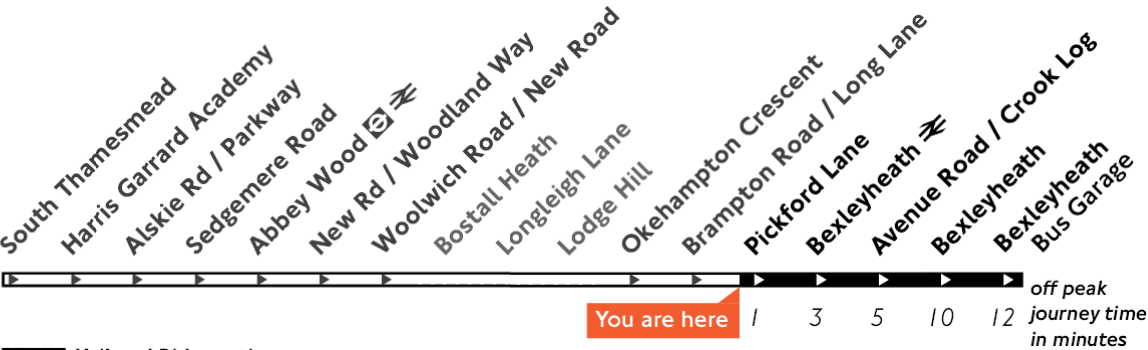 South Thamesmead
Harris Garrard Academy
Alskie Rd / Parkway
Sedgemere Road
Abbey Wood
New Rd / Woodland Way
Woolwich Road / New Road
Bostall Heath
Longleigh Lane
Lodge Hill
Okehampton Crescent
Brampton Road / Long Lane
Pickford Lane
Bexleyheath
Avenue Road / Crook Log
Bexleyheath
Bexleyheath
Bus Garage
You are here
1 3 5 10 12
off peak
journey time
in minutes